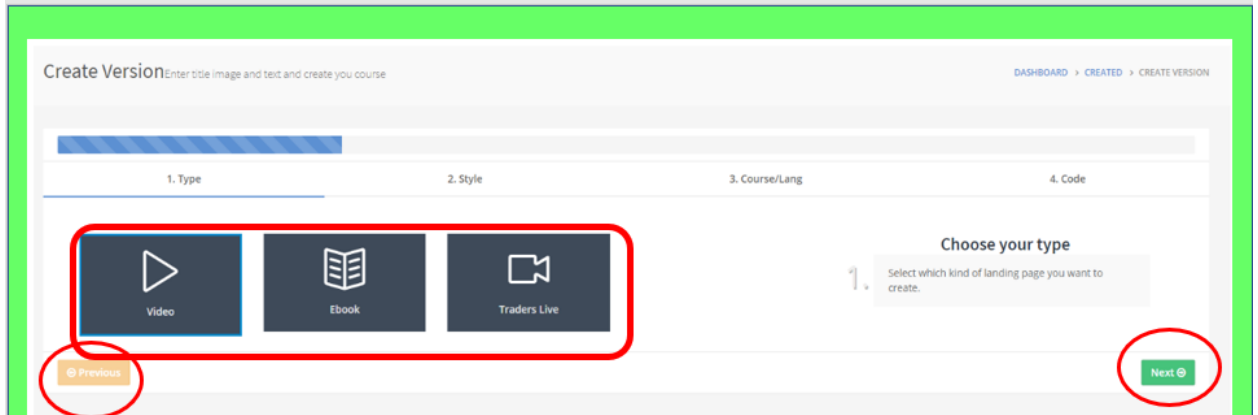 Create Version Enter title image and text and create you course
DASHBOARD > CREATED > CREATE VERSION
1. Type 2. Style 3. Course/Lang 4. Code
Video Ebook Traders Live
Choose your type
1. Select which kind of landing page you want to
create.
Previous Next